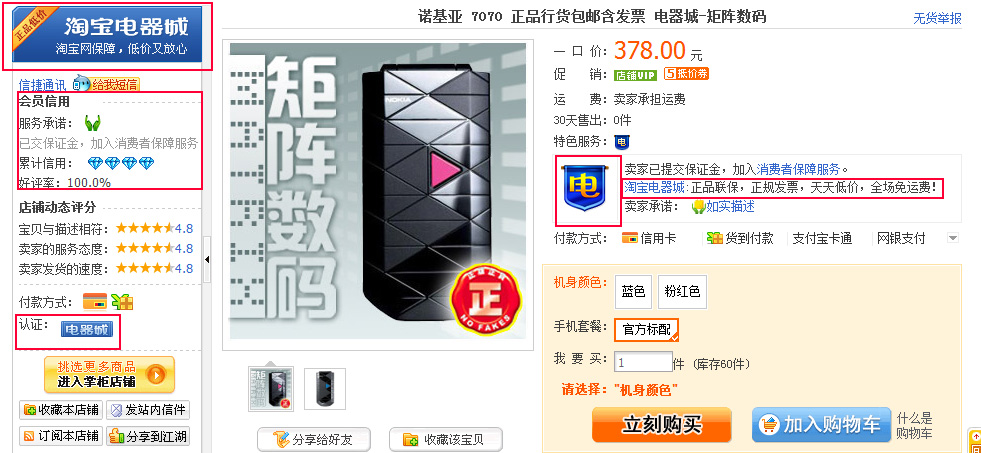 正品低价
淘宝电器城
淘宝网保障，低价又放心
信捷通讯 给我短信
会员信用
服务承诺：
已交保证金，加入消费者保障服务
累计信用：
好评率：100.0%
店铺动态评分
宝贝与描述相符： 4.8
卖家的服务态度： 4.8
卖家发货的速度： 4.8
付款方式：
认证： 电器城
挑选更多商品
进入掌柜店铺
收藏本店铺 发站内信件
订阅本店铺 分享到江湖
诺基亚 7070 正品行货包邮含发票 电器城-矩阵数码
无货举报
矩阵数码
NOKIA
正品正货
正
NO FAKES
矩阵数码
正
分享给好友 收藏该宝贝
一 口 价：378.00 元
促　　销：店铺VIP 5抵价券
运　　费：卖家承担运费
30天售出：0件
特色服务：电
电
卖家已提交保证金，加入消费者保障服务。
淘宝电器城:正品联保，正规发票，天天低价，全场免运费！
卖家承诺： 如实描述
付款方式： 信用卡 货到付款 支付宝卡通 网银支付
机身颜色： 蓝色 粉红色
手机套餐： 官方标配
我 要 买： 1 件 (库存60件)
请选择：“机身颜色”
立刻购买 加入购物车 什么是
购物车